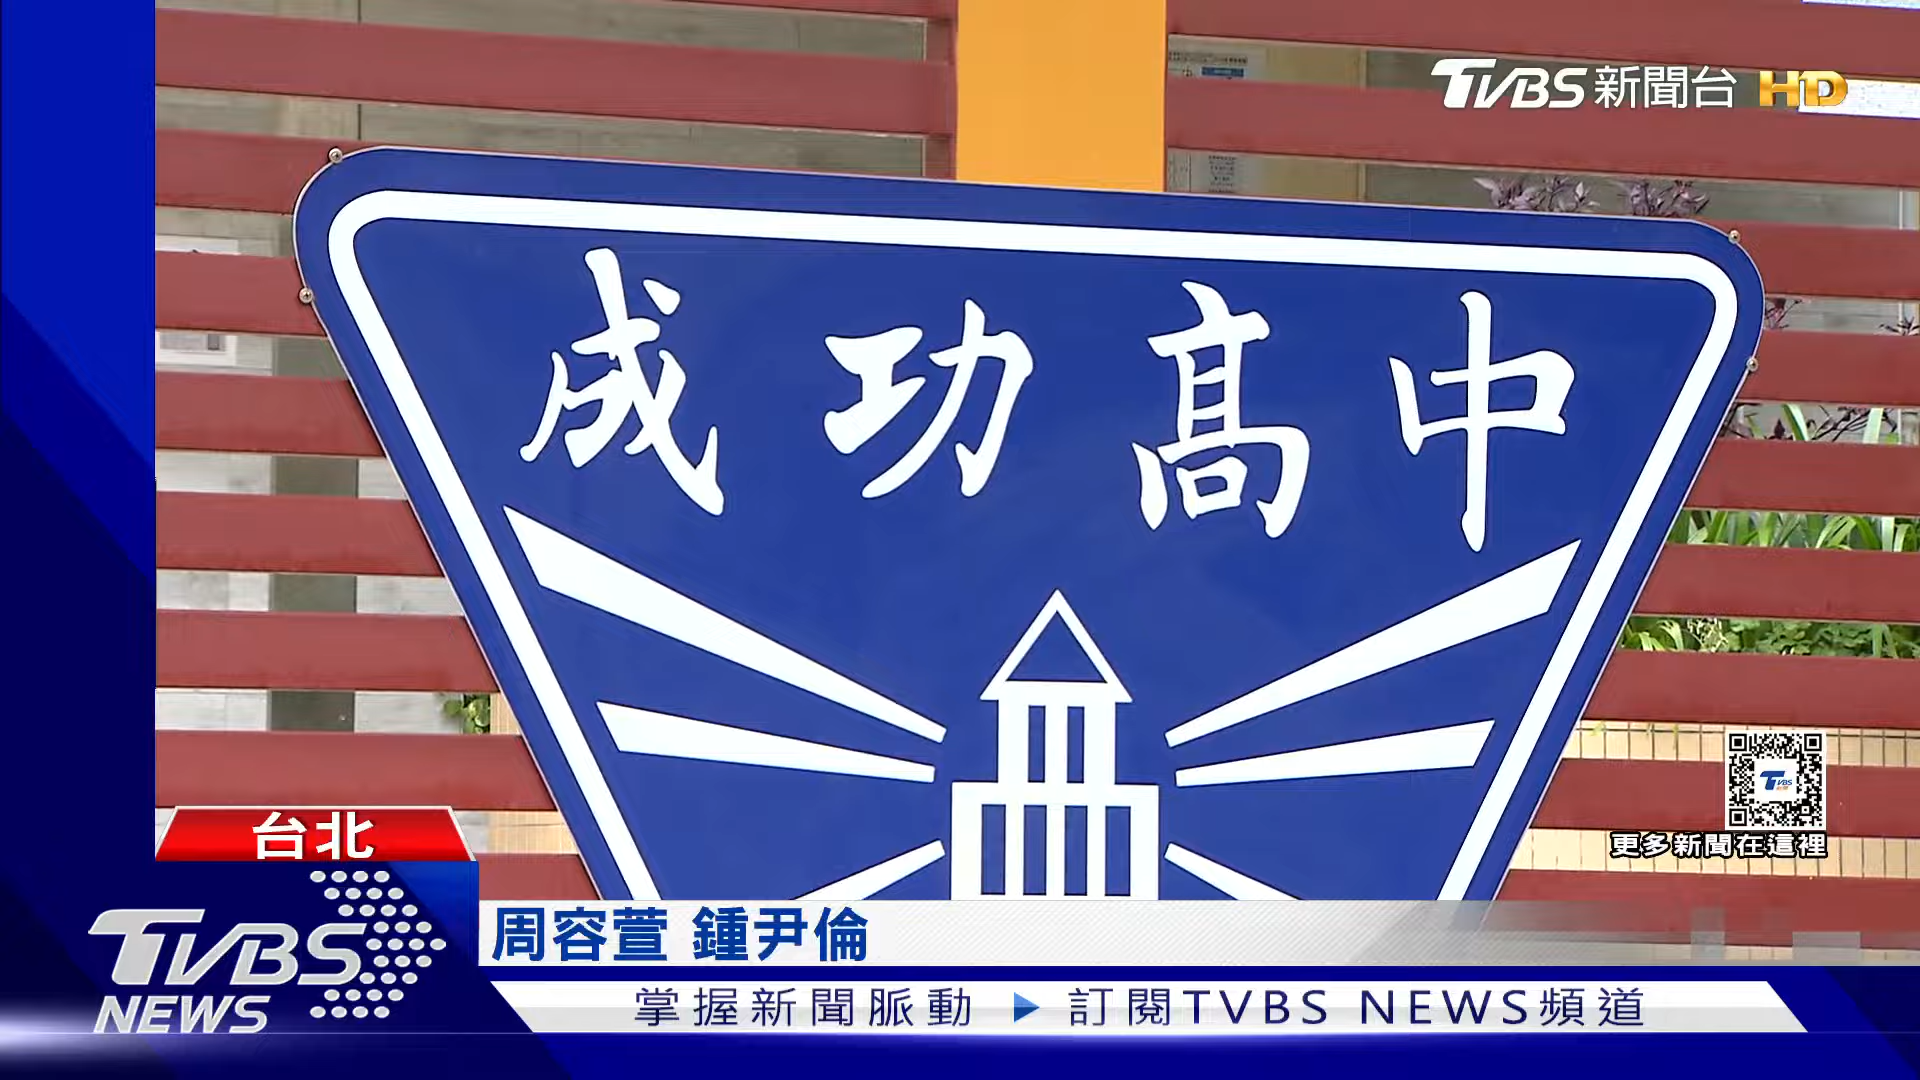 TVBS新聞台 HD
成功高中
更多新聞在這裡
台北
TVBS
NEWS
周容萱 鍾尹倫
掌握新聞脈動 ▶ 訂閱TVBS NEWS頻道